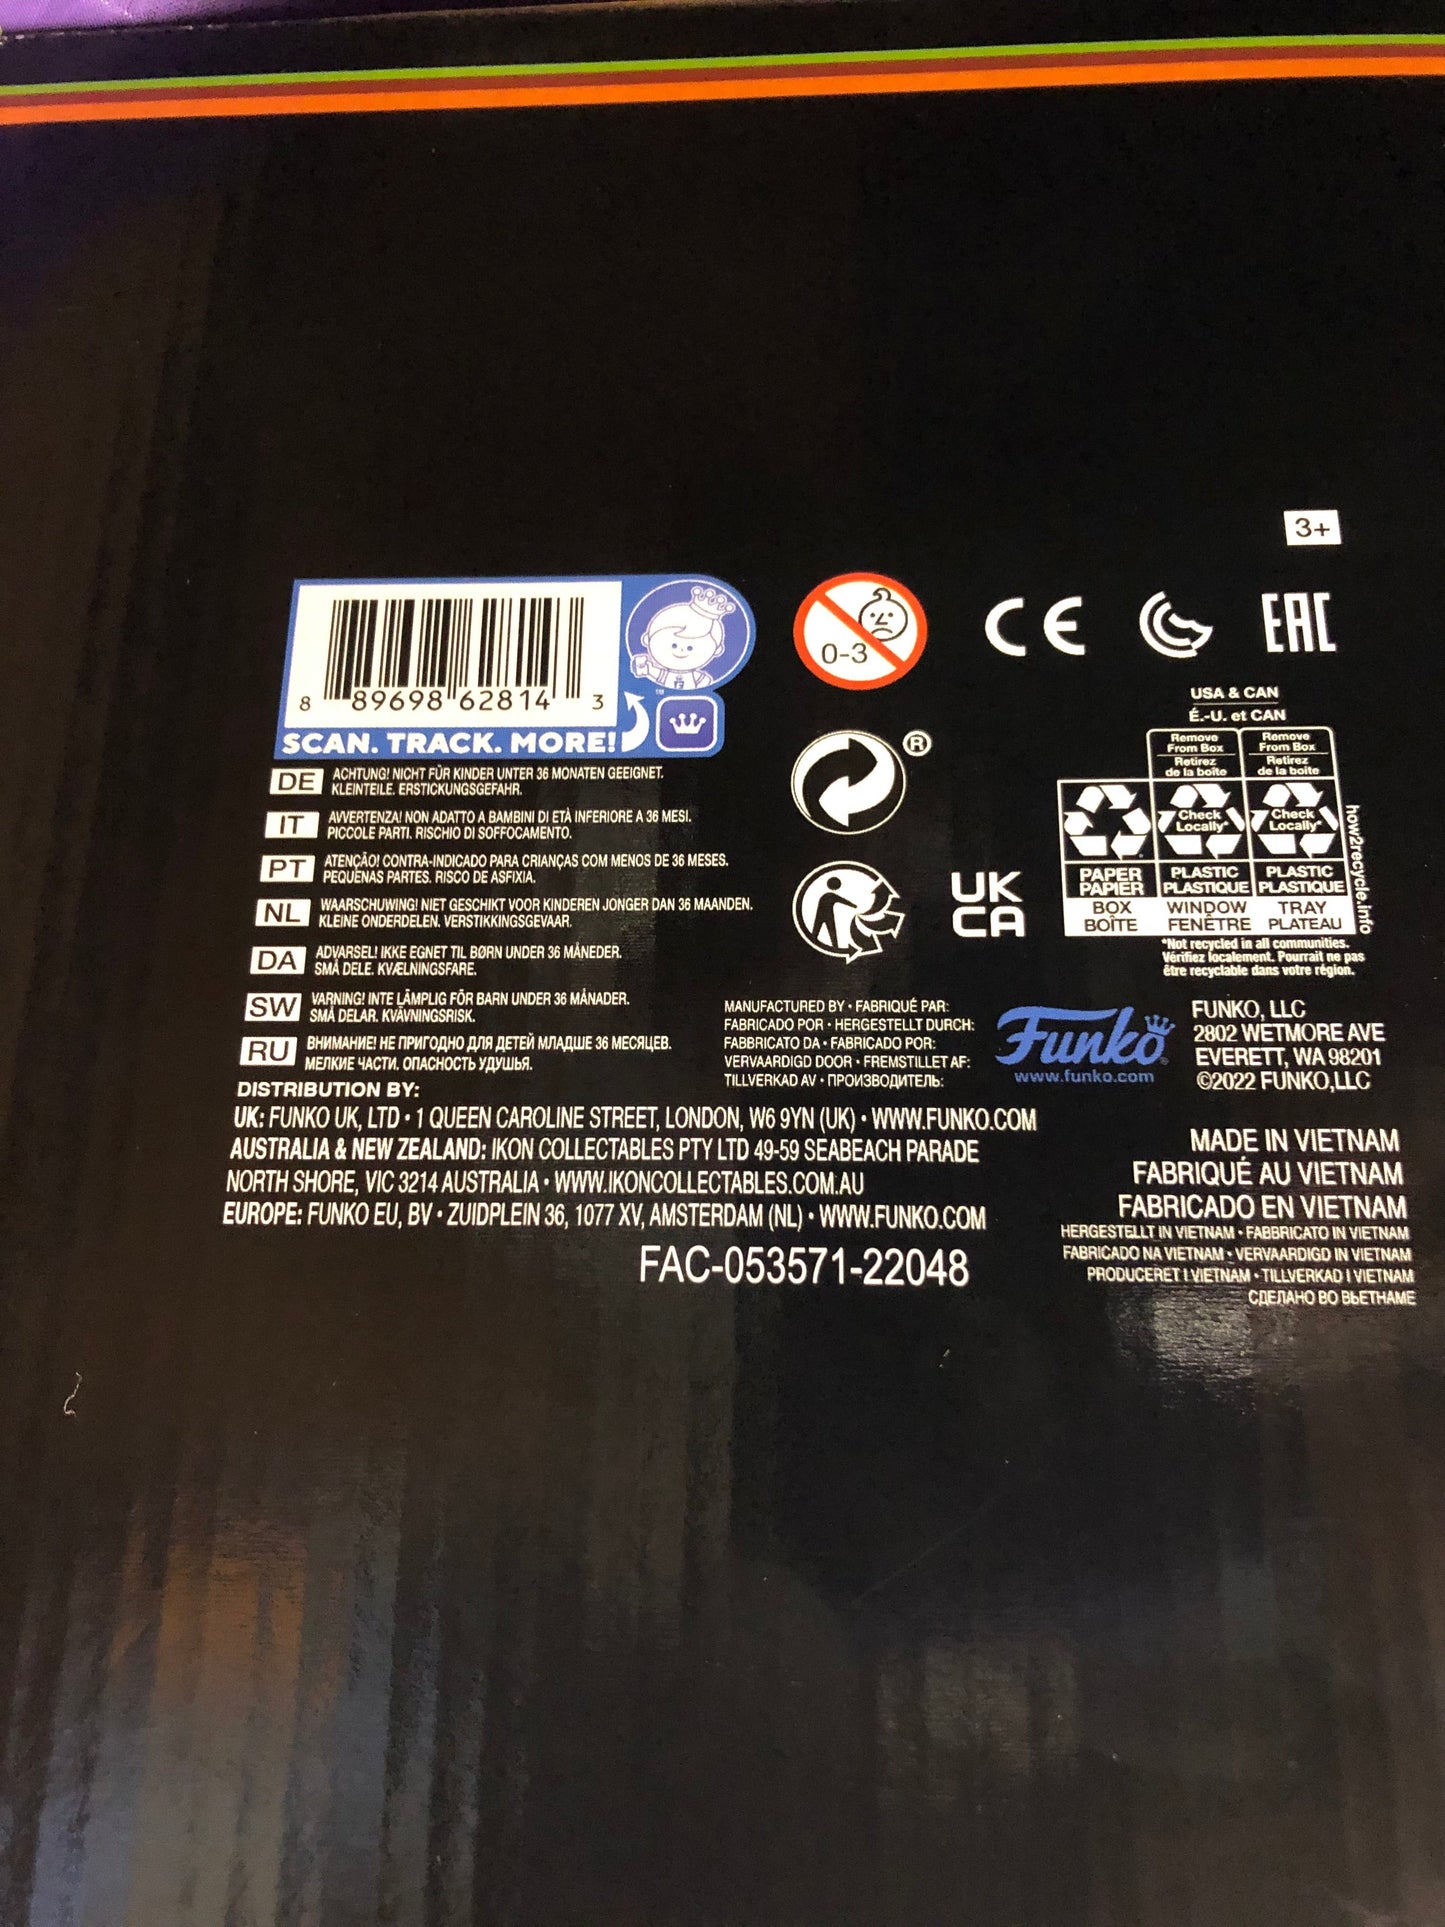 3+
8 89698 62814 3
™
SCAN. TRACK. MORE!
0-3
CE
EAC
®
UK
CA
USA & CAN
É.-U. et CAN
Remove
From Box
Retirez
de la boîte
Remove
From Box
Retirez
de la boîte
Check
Locally*
Check
Locally*
PAPER
PAPIER
PLASTIC
PLASTIQUE
PLASTIC
PLASTIQUE
BOX
BOÎTE
WINDOW
FENÊTRE
TRAY
PLATEAU
how2recycle.info
*Not recycled in all communities.
Vérifiez localement. Pourrait ne pas
être recyclable dans votre région.
DE ACHTUNG! NICHT FÜR KINDER UNTER 36 MONATEN GEEIGNET.
KLEINTEILE. ERSTICKUNGSGEFAHR.
IT AVVERTENZA! NON ADATTO A BAMBINI DI ETÀ INFERIORE A 36 MESI.
PICCOLE PARTI. RISCHIO DI SOFFOCAMENTO.
PT ATENÇÃO! CONTRA-INDICADO PARA CRIANÇAS COM MENOS DE 36 MESES.
PEQUENAS PARTES. RISCO DE ASFIXIA.
NL WAARSCHUWING! NIET GESCHIKT VOOR KINDEREN JONGER DAN 36 MAANDEN.
KLEINE ONDERDELEN. VERSTIKKINGSGEVAAR.
DA ADVARSEL! IKKE EGNET TIL BØRN UNDER 36 MÅNEDER.
SMÅ DELE. KVÆLNINGSFARE.
SW VARNING! INTE LÄMPLIG FÖR BARN UNDER 36 MÅNADER.
SMÅ DELAR. KVÄVNINGSRISK.
RU ВНИМАНИЕ! НЕ ПРИГОДНО ДЛЯ ДЕТЕЙ МЛАДШЕ 36 МЕСЯЦЕВ.
МЕЛКИЕ ЧАСТИ. ОПАСНОСТЬ УДУШЬЯ.
MANUFACTURED BY • FABRIQUÉ PAR:
FABRICADO POR • HERGESTELLT DURCH:
FABBRICATO DA • FABRICADO POR:
VERVAARDIGD DOOR • FREMSTILLET AF:
TILLVERKAD AV • ПРОИЗВОДИТЕЛЬ:
Funko
www.funko.com
FUNKO, LLC
2802 WETMORE AVE
EVERETT, WA 98201
©2022 FUNKO,LLC
DISTRIBUTION BY:
UK: FUNKO UK, LTD • 1 QUEEN CAROLINE STREET, LONDON, W6 9YN (UK) • WWW.FUNKO.COM
AUSTRALIA & NEW ZEALAND: IKON COLLECTABLES PTY LTD 49-59 SEABEACH PARADE
NORTH SHORE, VIC 3214 AUSTRALIA • WWW.IKONCOLLECTABLES.COM.AU
EUROPE: FUNKO EU, BV • ZUIDPLEIN 36, 1077 XV, AMSTERDAM (NL) • WWW.FUNKO.COM
FAC-053571-22048
MADE IN VIETNAM
FABRIQUÉ AU VIETNAM
FABRICADO EN VIETNAM
HERGESTELLT IN VIETNAM • FABBRICATO IN VIETNAM
FABRICADO NA VIETNAM • VERVAARDIGD IN VIETNAM
PRODUCERET I VIETNAM • TILLVERKAD I VIETNAM
СДЕЛАНО ВО ВЬЕТНАМЕ